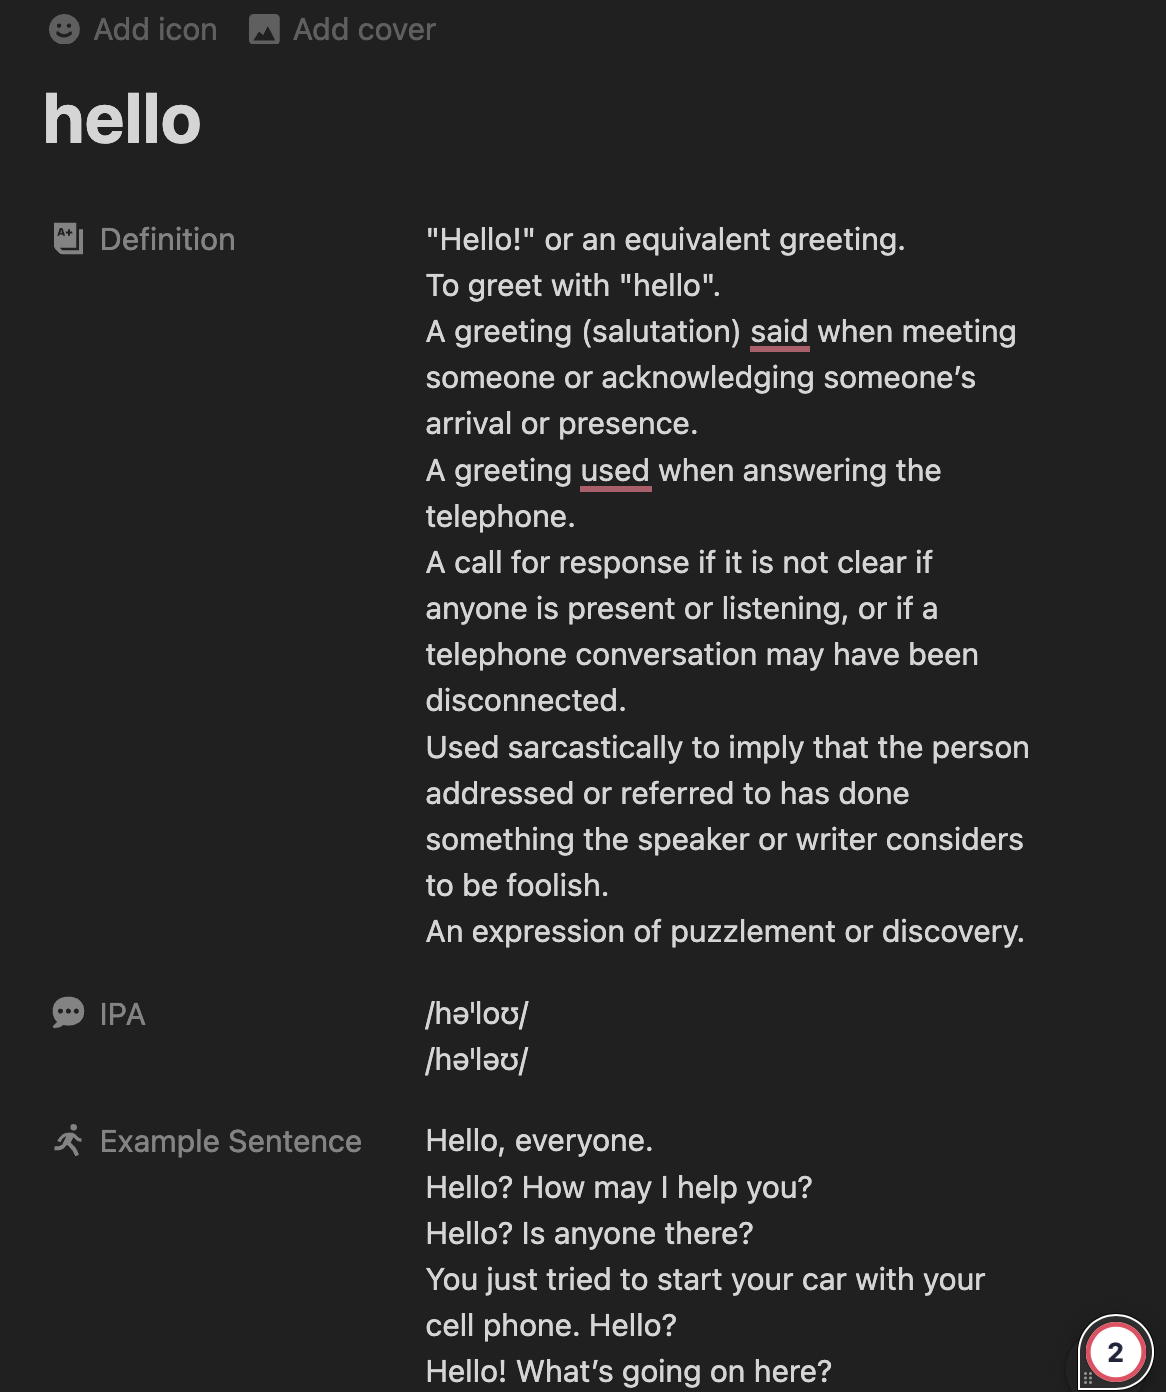 Add icon Add cover
hello
Definition "Hello!" or an equivalent greeting.
To greet with "hello".
A greeting (salutation) said when meeting
someone or acknowledging someone’s
arrival or presence.
A greeting used when answering the
telephone.
A call for response if it is not clear if
anyone is present or listening, or if a
telephone conversation may have been
disconnected.
Used sarcastically to imply that the person
addressed or referred to has done
something the speaker or writer considers
to be foolish.
An expression of puzzlement or discovery.
IPA /həˈloʊ/
/həˈləʊ/
Example Sentence Hello, everyone.
Hello? How may I help you?
Hello? Is anyone there?
You just tried to start your car with your
cell phone. Hello?
Hello! What’s going on here?
2